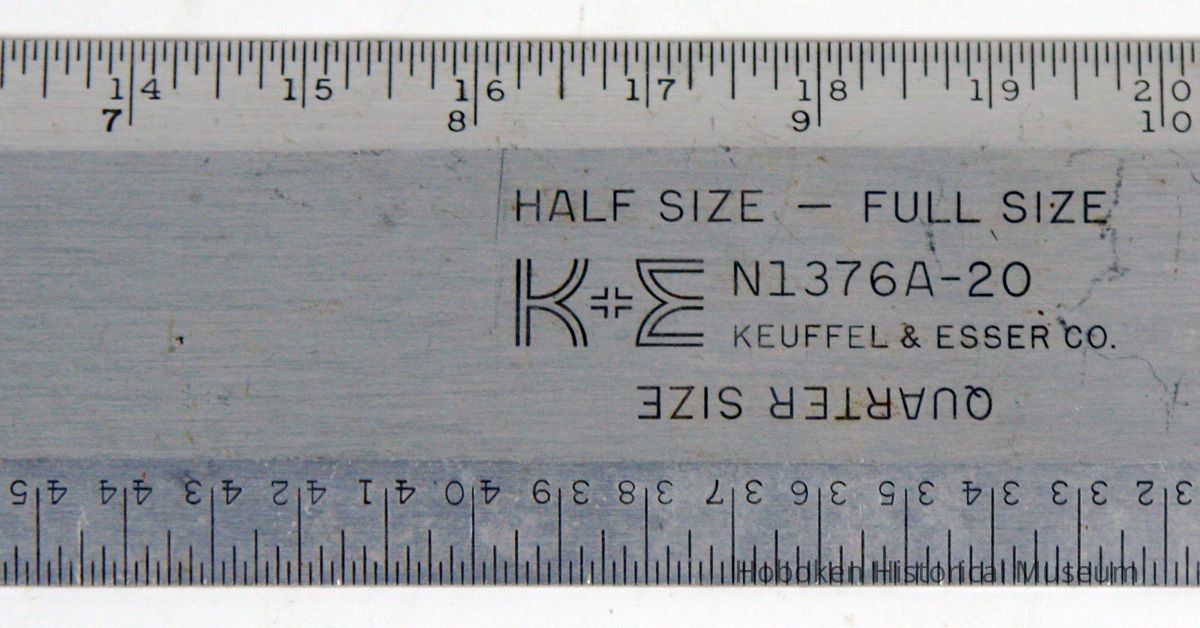 14 15 16 17 18 19 20
7 8 9 10
HALF SIZE — FULL SIZE
K+E N1376A-20
KEUFFEL & ESSER CO.
QUARTER SIZE
45 44 43 42 41 40 39 38 37 36 35 34 33 32
Hoboken Historical Museum